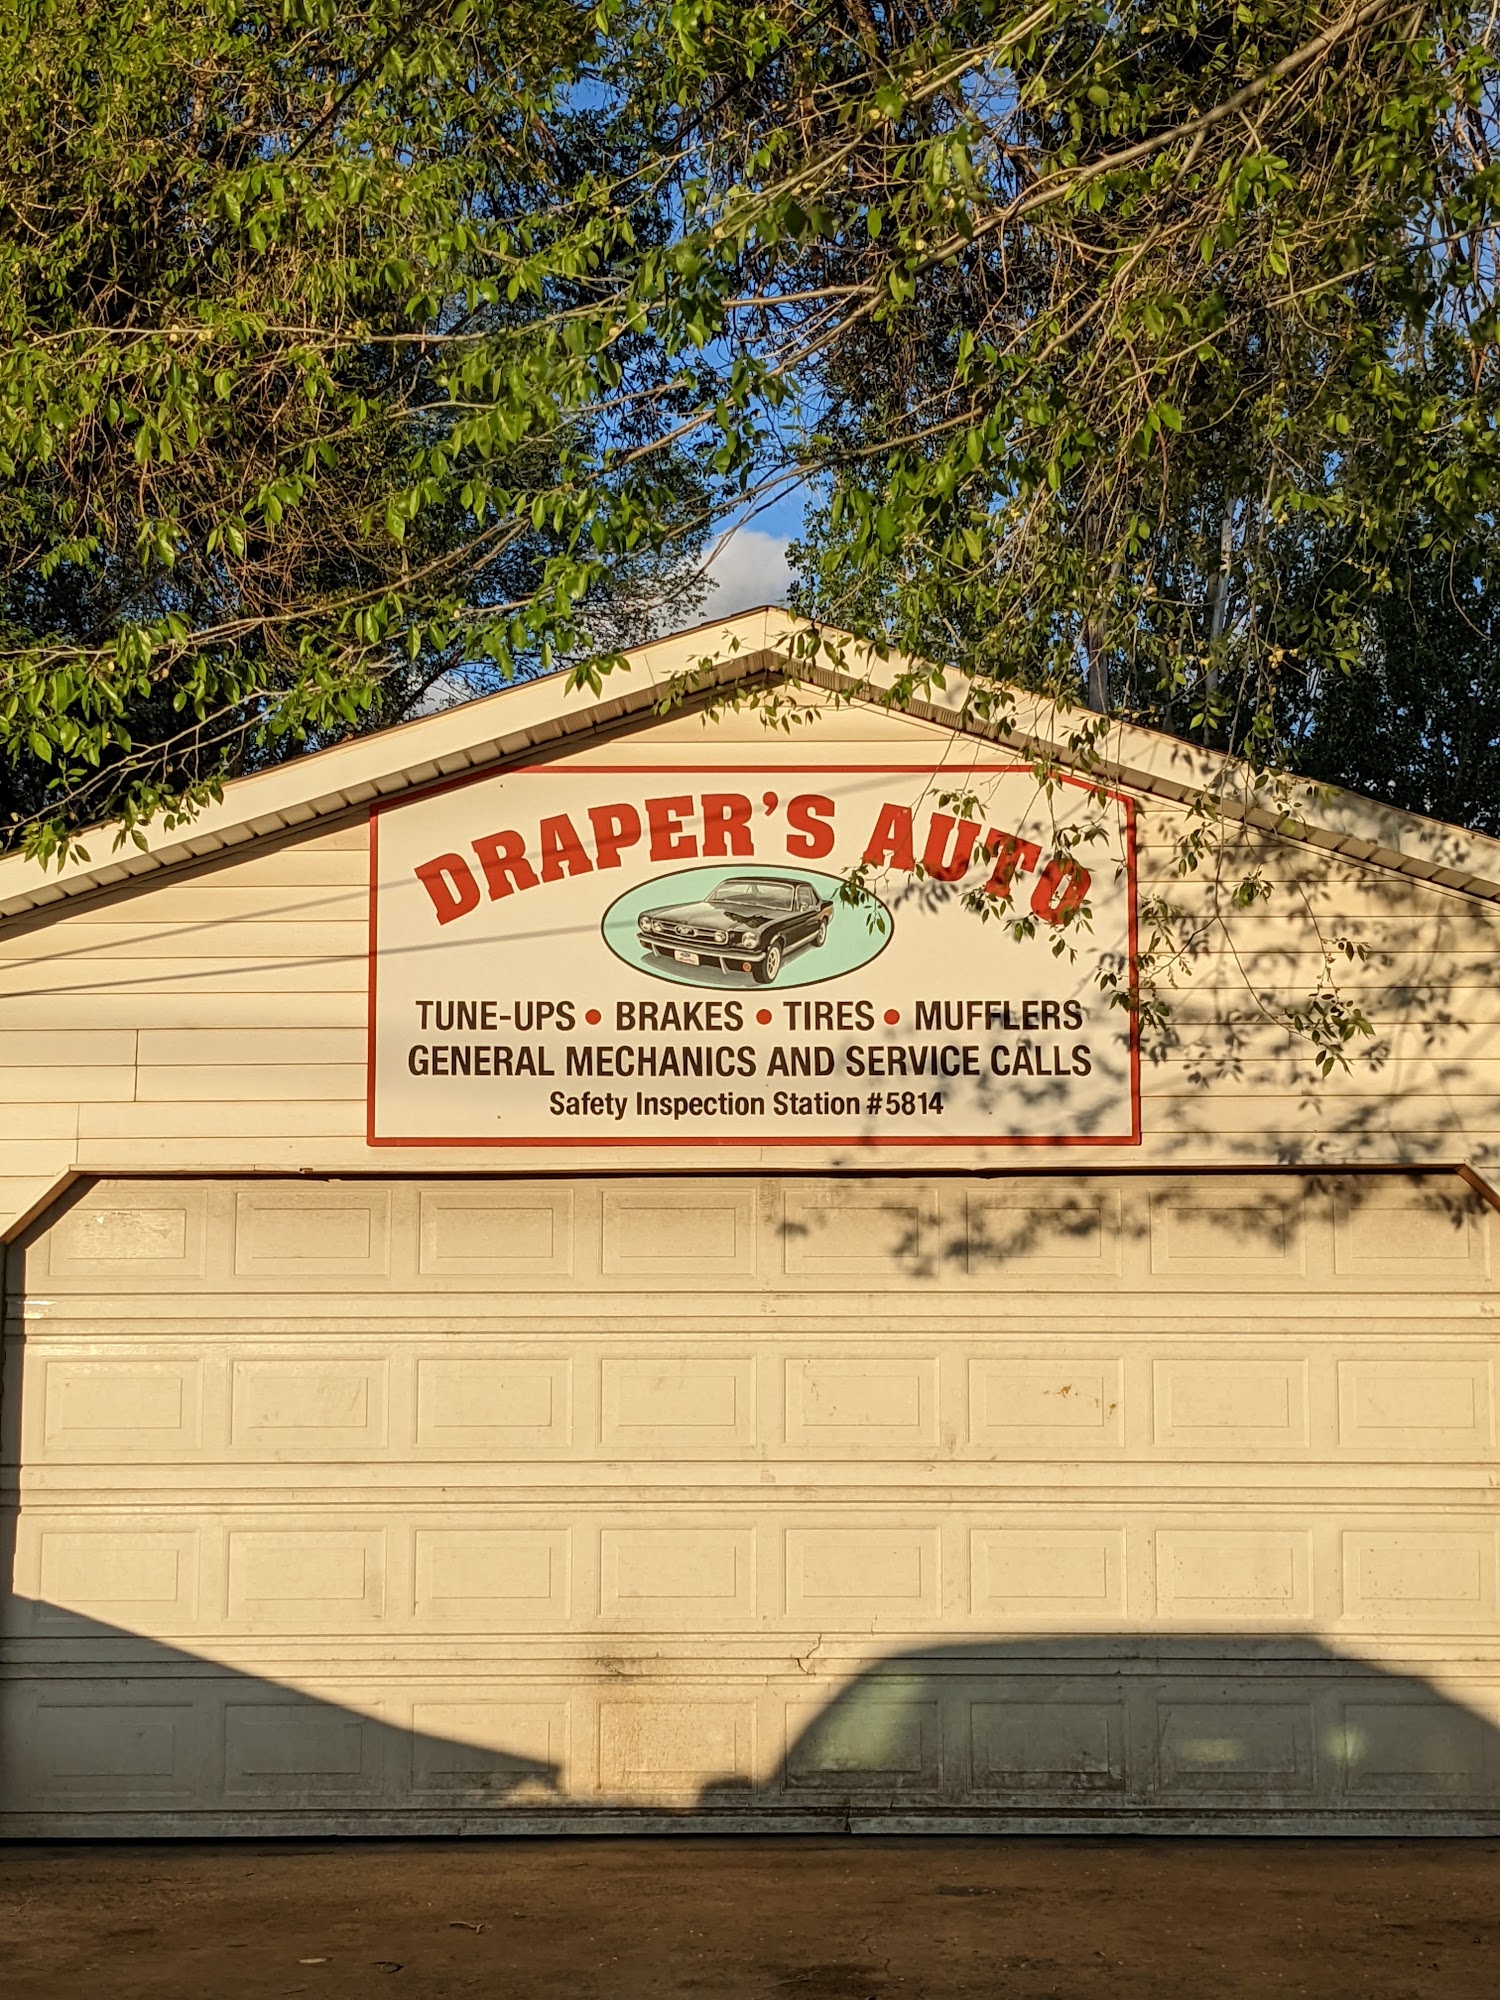 DRAPER'S AUTO
TUNE-UPS • BRAKES • TIRES • MUFFLERS
GENERAL MECHANICS AND SERVICE CALLS
Safety Inspection Station #5814